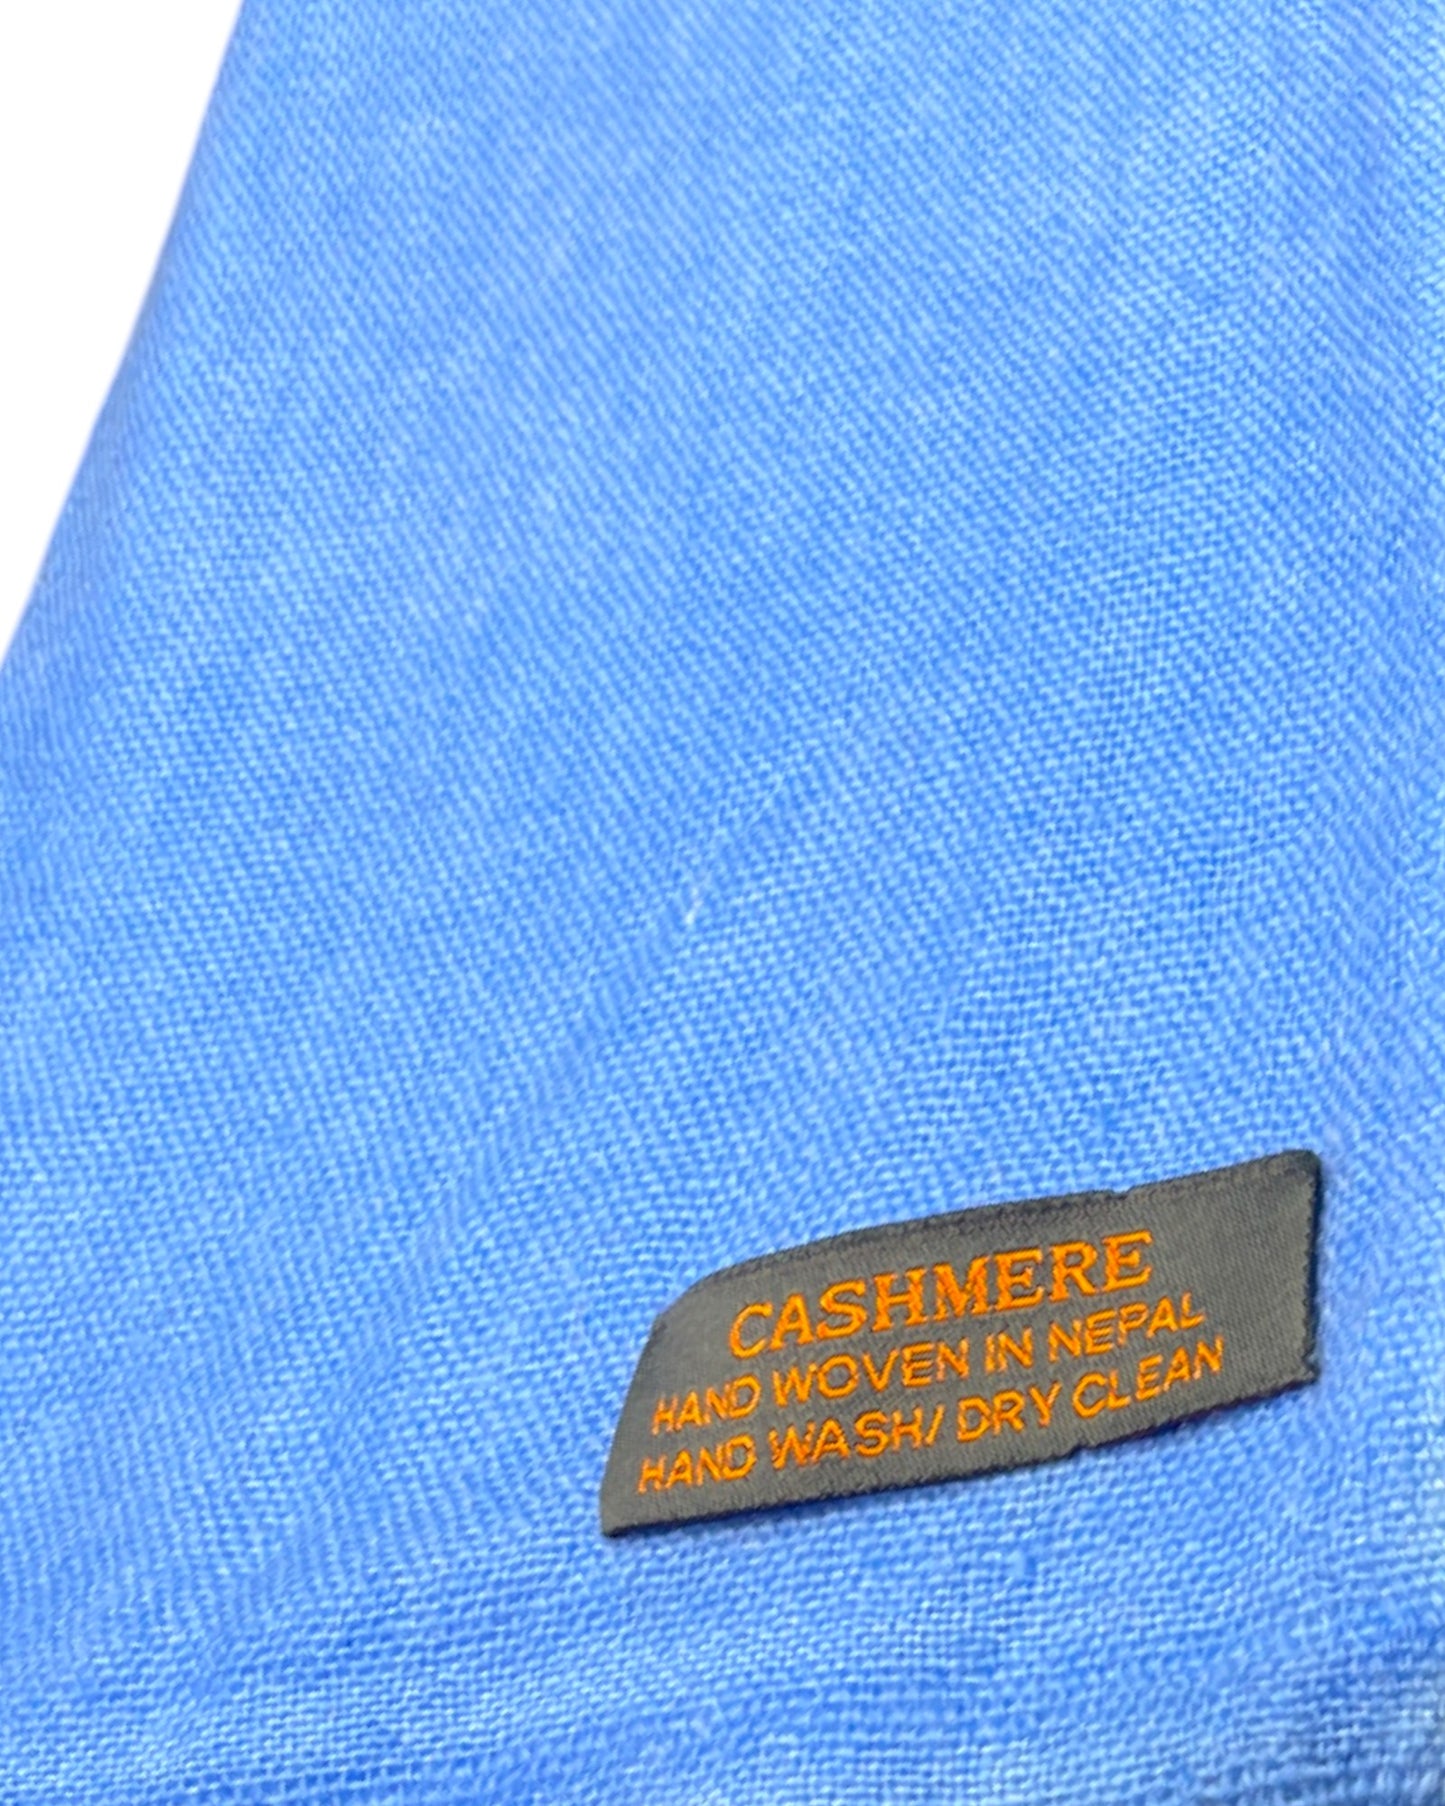 CASHMERE
HAND WOVEN IN NEPAL
HAND WASH/ DRY CLEAN